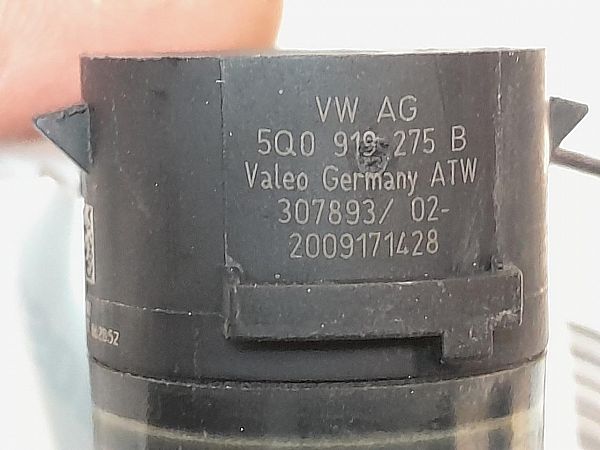 VW AG
5Q0 919 275 B
Valeo Germany ATW
307893/ 02-
2009171428